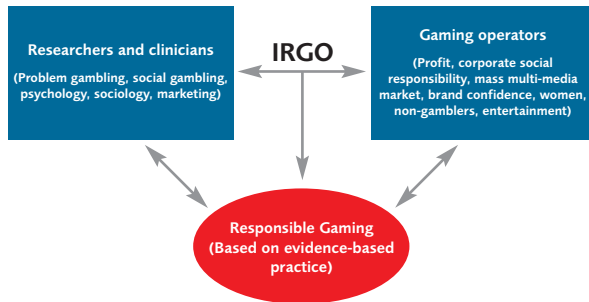 Researchers and clinicians
(Problem gambling, social gambling,
psychology, sociology, marketing)
IRGO
Gaming operators
(Profit, corporate social
responsibility, mass multi-media
market, brand confidence, women,
non-gamblers, entertainment)
Responsible Gaming
(Based on evidence-based
practice)